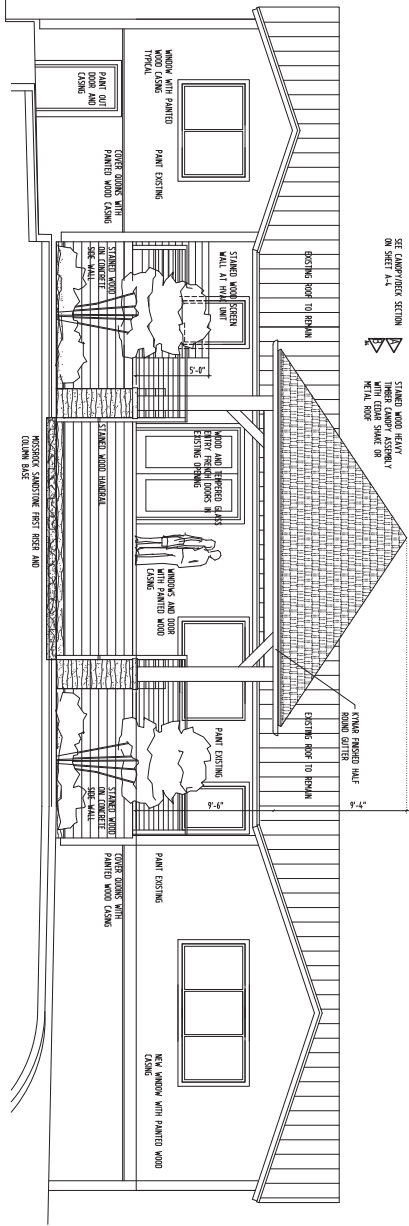 SEE CANOPY/DECK SECTION
ON SHEET A-4
STAINED WOOD HEAVY
TIMBER CANOPY ASSEMBLY
WITH CEDAR SHAKE OR
METAL ROOF
KYNAR FINISHED HALF
ROUND GUTTER
9'-4"
EXISTING ROOF TO REMAIN
EXISTING ROOF TO REMAIN
WINDOW WITH PAINTED
WOOD CASING
TYPICAL
PAINT EXISTING
STAINED WOOD SCREEN
WALL AT HVAC UNIT
5'-0"
WOOD AND TEMPERED GLASS
ENTRY FRENCH DOORS IN
EXISTING OPENING
WINDOWS AND DOOR
WITH PAINTED WOOD
CASING
PAINT EXISTING
9'-6"
PAINT EXISTING
NEW WINDOW WITH PAINTED WOOD
CASING
PAINT OUT
DOOR AND
CASING
COVER QUOINS WITH
PAINTED WOOD CASING
STAINED WOOD
ON CONCRETE
SIDE WALL
STAINED WOOD HANDRAIL
STAINED WOOD
ON CONCRETE
SIDE WALL
COVER QUOINS WITH
PAINTED WOOD CASING
MOSSROCK SANDSTONE FIRST RISER AND
COLUMN BASE